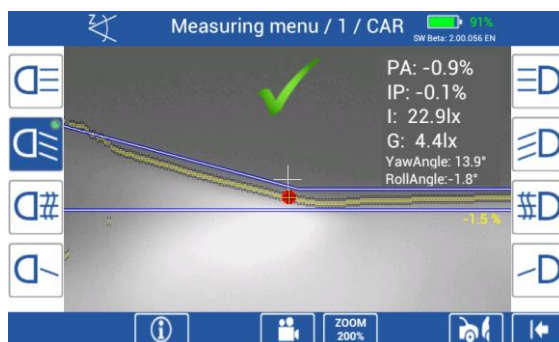 Z
Measuring menu / 1 / CAR
91%
SW Beta: 2.00.056 EN
PA: -0.9%
IP: -0.1%
I: 22.9lx
G: 4.4lx
YawAngle: 13.9°
RollAngle:-1.8°
-1.5 %
ZOOM
200%